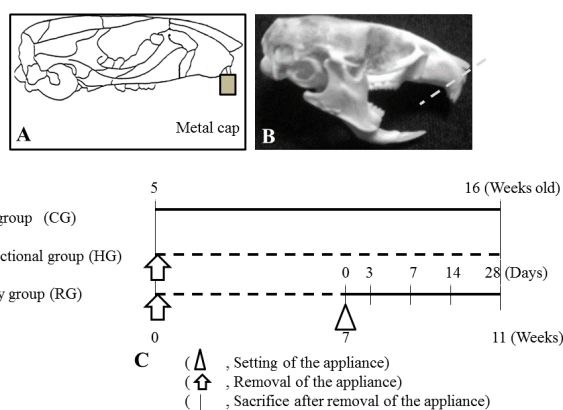 A
Metal cap
B
5
16 (Weeks old)
group (CG)
ctional group (HG)
0 3 7 14 28 (Days)
y group (RG)
0 7 11 (Weeks)
C
( , Setting of the appliance)
( , Removal of the appliance)
( , Sacrifice after removal of the appliance)